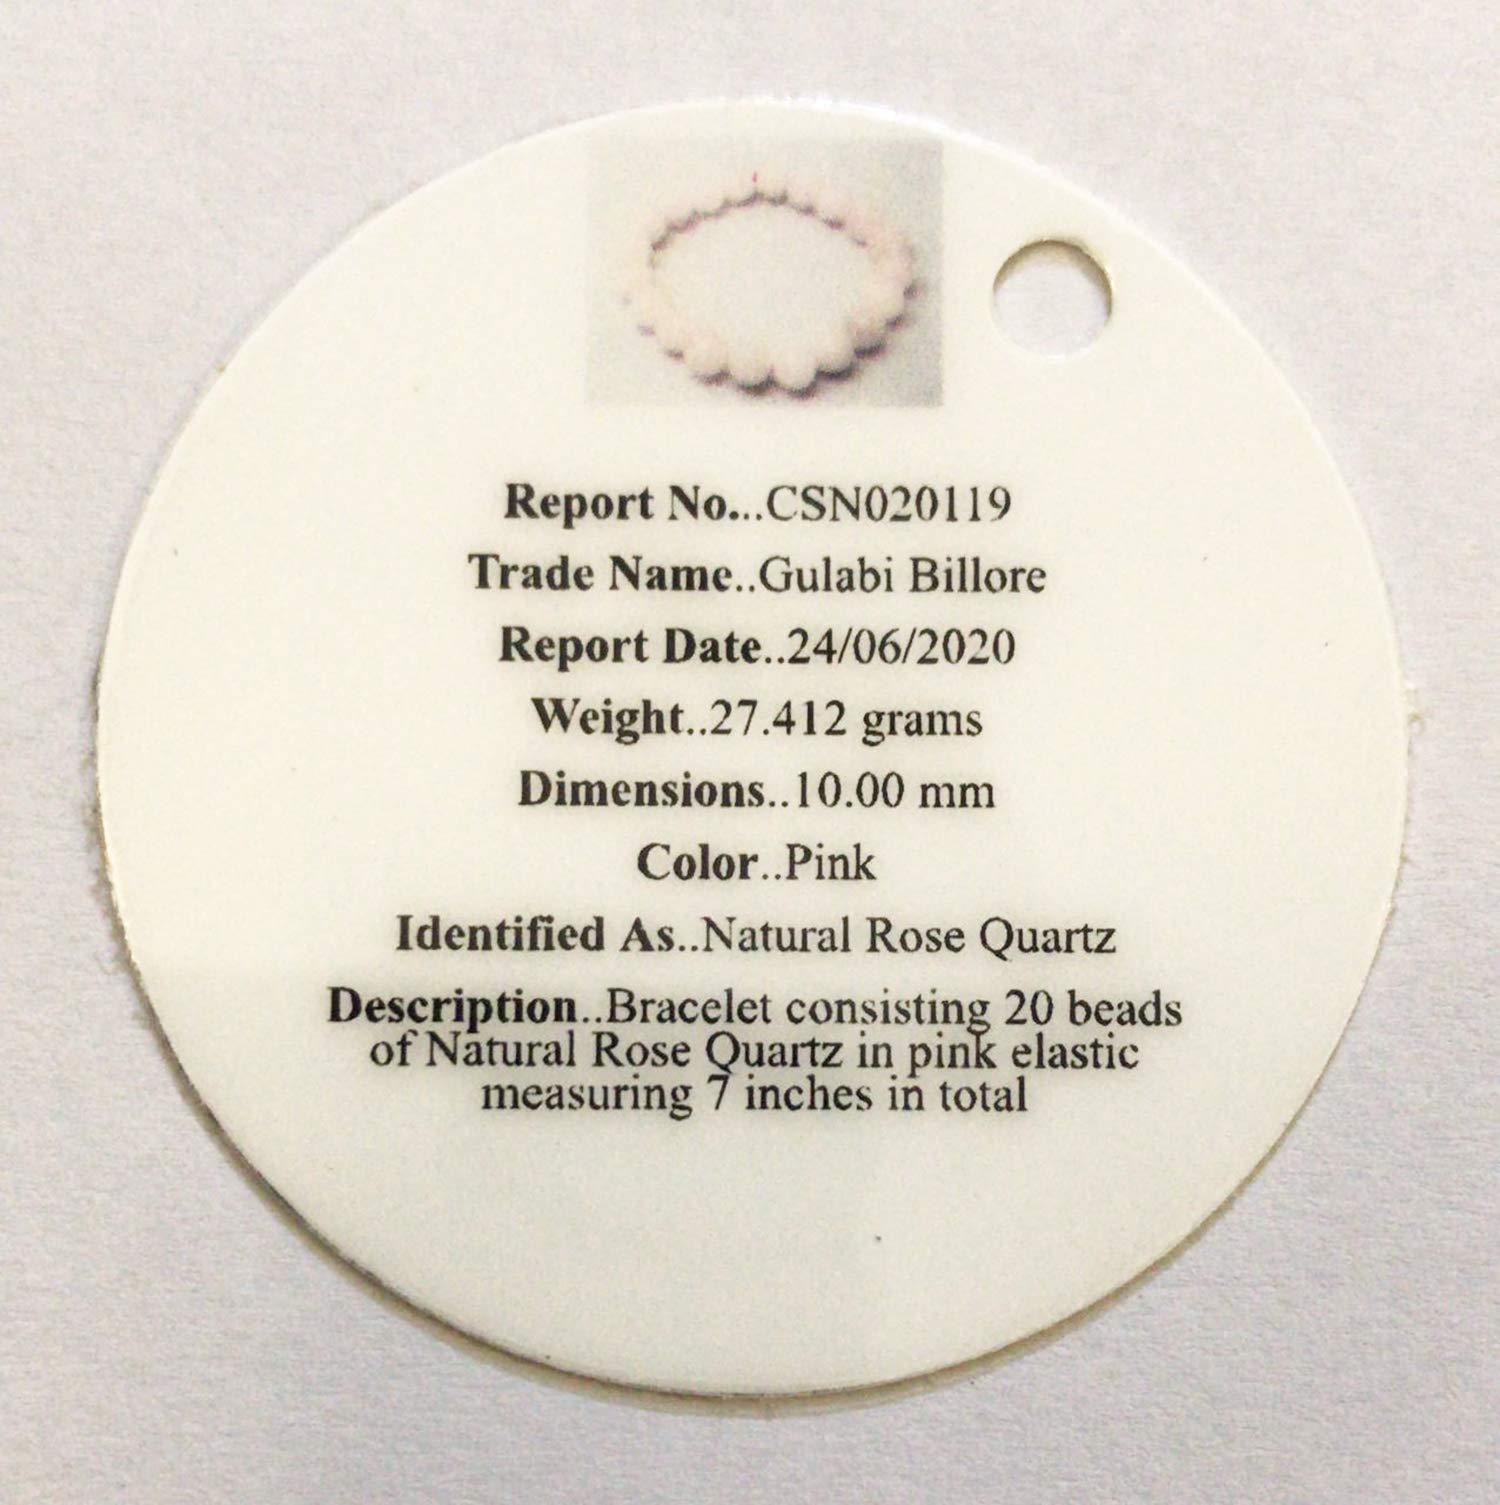 Report No...CSN020119
Trade Name..Gulabi Billore
Report Date..24/06/2020
Weight..27.412 grams
Dimensions..10.00 mm
Color..Pink
Identified As..Natural Rose Quartz
Description..Bracelet consisting 20 beads
of Natural Rose Quartz in pink elastic
measuring 7 inches in total